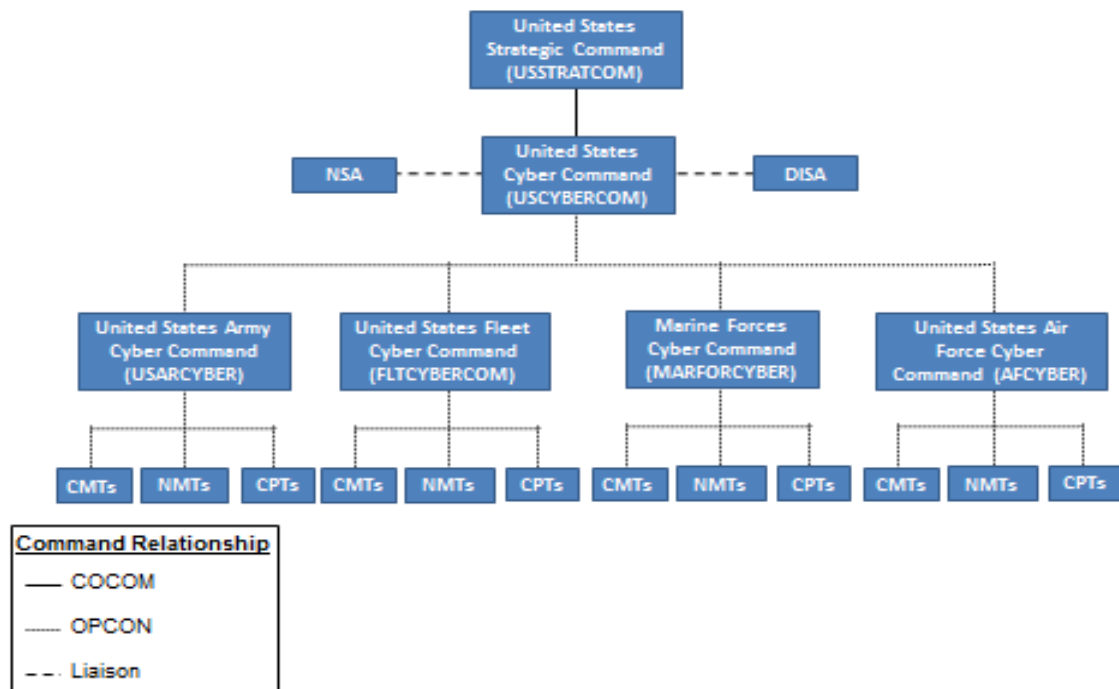 United States
Strategic Command
(USSTRATCOM)
NSA
United States
Cyber Command
(USCYBERCOM)
DISA
United States Army
Cyber Command
(USARCYBER)
United States Fleet
Cyber Command
(FLTCYBERCOM)
Marine Forces
Cyber Command
(MARFORCYBER)
United States Air
Force Cyber
Command (AFCYBER)
CMTs
NMTs
CPTs
CMTs
NMTs
CPTs
CMTs
NMTs
CPTs
CMTs
NMTs
CPTs
Command Relationship
COCOM
OPCON
Liaison